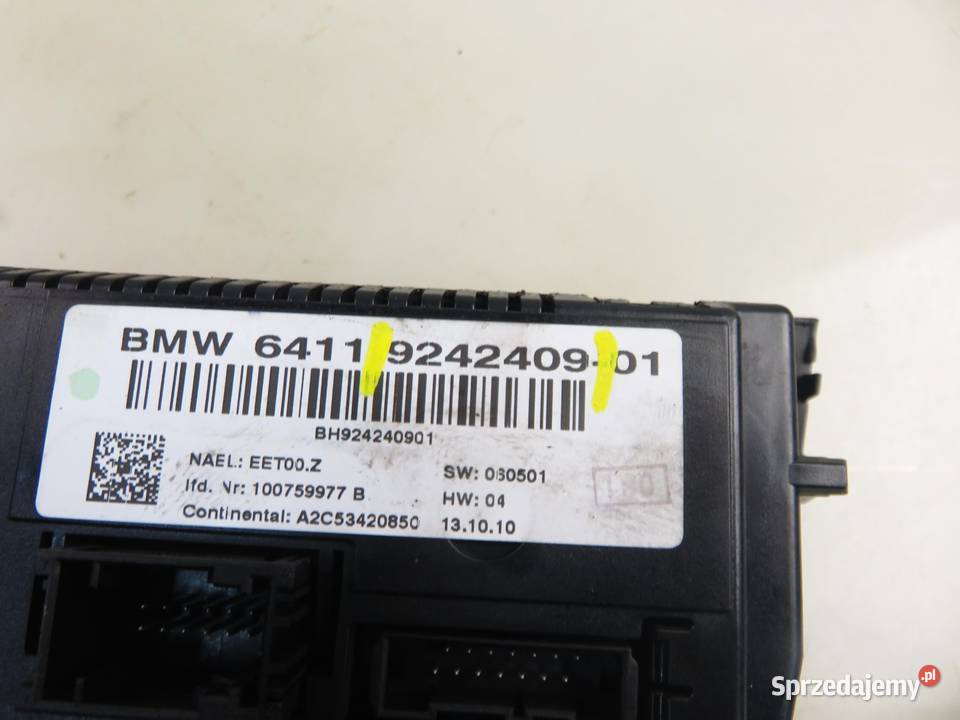 BMW 6411 9242409-01
BH924240901
NAEL: EET00.Z
SW: 060501
lfd. Nr: 100759977 B
HW: 04
Continental: A2C53420850
13.10.10
Sprzedajemy.pl